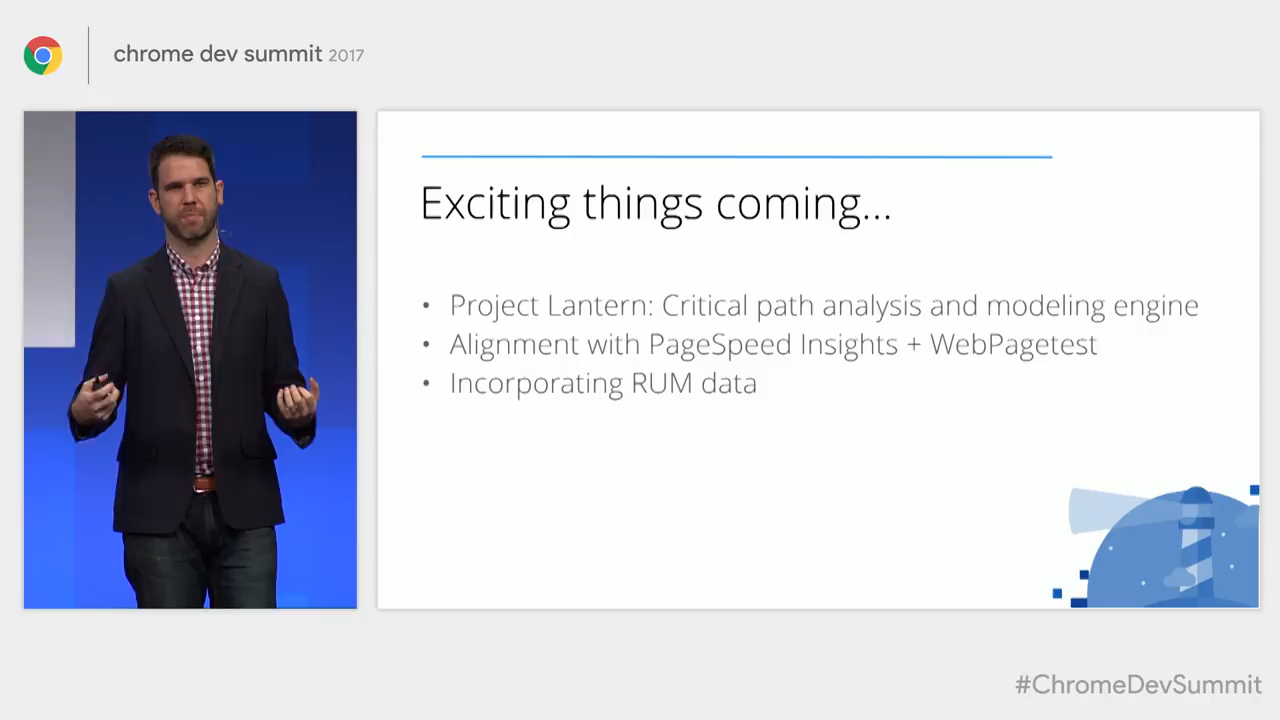 chrome dev summit 2017
Exciting things coming...
• Project Lantern: Critical path analysis and modeling engine
• Alignment with PageSpeed Insights + WebPagetest
• Incorporating RUM data
#ChromeDevSummit